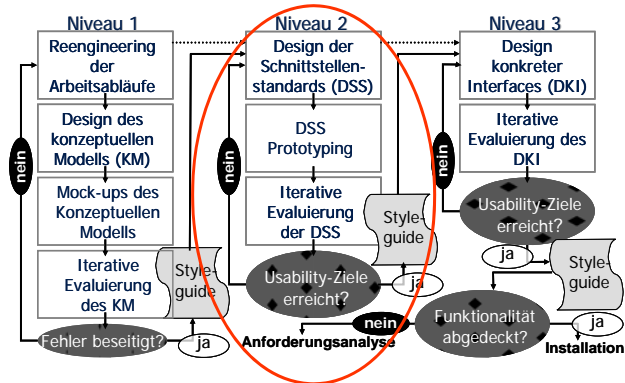 Niveau 1
Reengineering
der
Arbeitsabläufe
Design des
konzeptuellen
Modells (KM)
Mock-ups des
Konzeptuellen
Modells
Iterative
Evaluierung
des KM
Fehler beseitigt?
nein
ja
Style-
guide
Niveau 2
Design der
Schnittstellen-
standards (DSS)
DSS
Prototyping
Iterative
Evaluierung
der DSS
Usability-Ziele
erreicht?
nein
ja
Style-
guide
Niveau 3
Design
konkreter
Interfaces (DKI)
Iterative
Evaluierung des
DKI
Usability-Ziele
erreicht?
nein
ja
Style-
guide
Funktionalität
abgedeckt?
nein
ja
Anforderungsanalyse
Installation